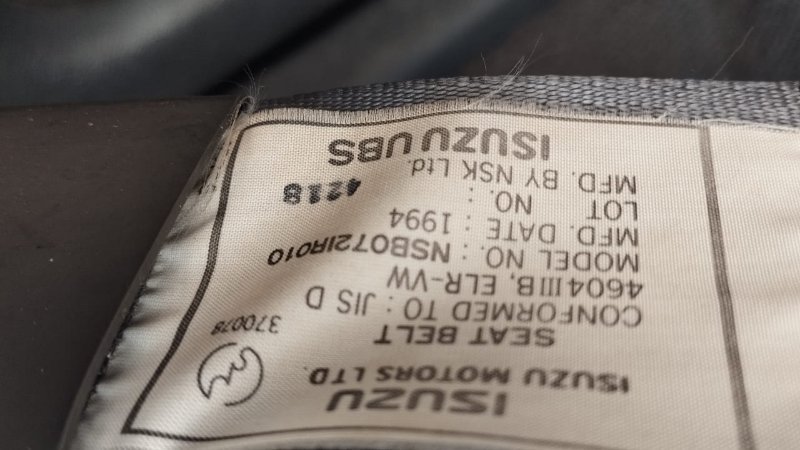 ISUZU
ISUZU MOTORS LTD.
SEAT BELT 370078
CONFORMED TO : JIS D
4604 III B, ELR-VW
MODEL NO. : NSB072IR010
MFD. DATE : 1994
LOT NO. : 4218
MFD. BY NSK Ltd.
ISUZU UBS